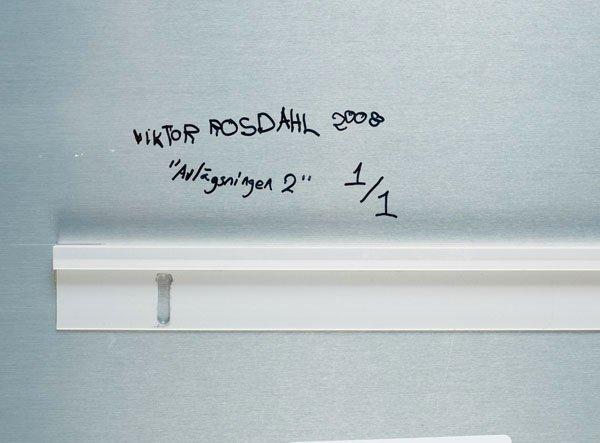 VIKTOR ROSDAHL 2008
"Avlägsningen 2" 1/1